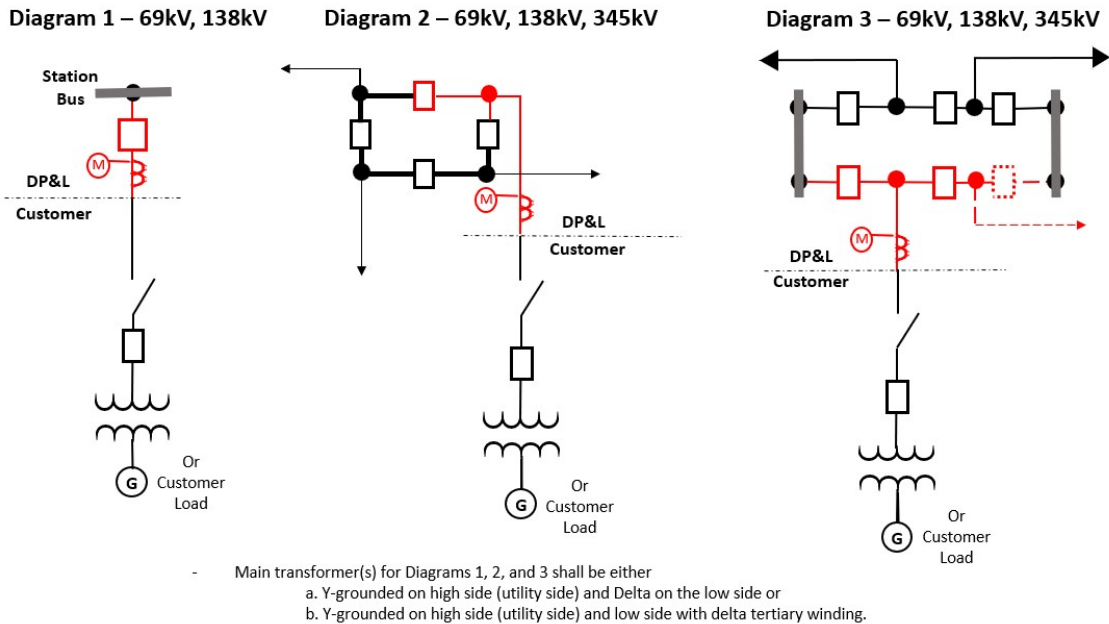 Diagram 1 – 69kV, 138kV
Station
Bus
M
DP&L
Customer
G
Or
Customer
Load
Diagram 2 – 69kV, 138kV, 345kV
M
DP&L
Customer
G
Or
Customer
Load
Diagram 3 – 69kV, 138kV, 345kV
M
DP&L
Customer
G
Or
Customer
Load
- Main transformer(s) for Diagrams 1, 2, and 3 shall be either
a. Y-grounded on high side (utility side) and Delta on the low side or
b. Y-grounded on high side (utility side) and low side with delta tertiary winding.